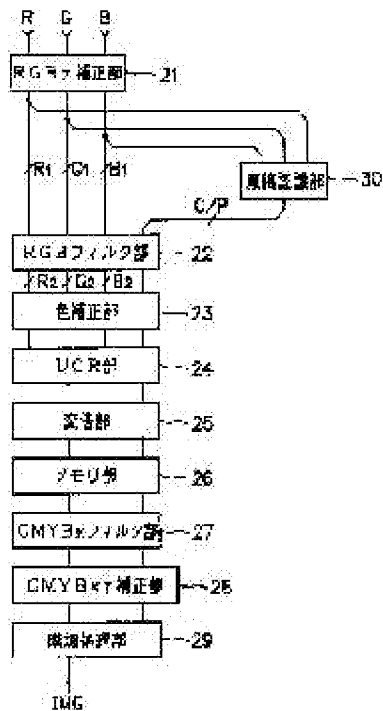 R G B
RGBγ補正部 21
R1 G1 B1
原稿認識部 30
C/P
RGBフィルタ部 22
R2 G2 B2
色補正部 23
UCR部 24
変倍部 25
メモリ部 26
CMYBkフィルタ部 27
CMYBkγ補正部 28
階調処理部 29
IMG